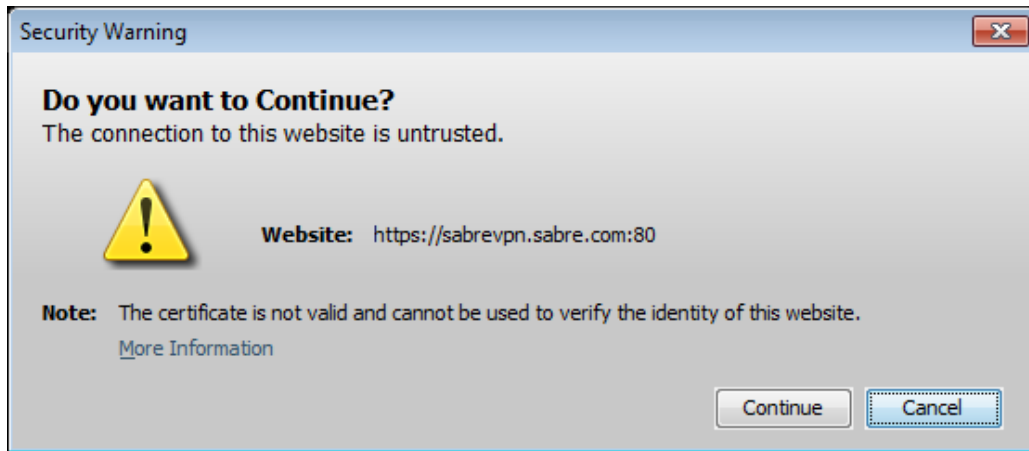 Security Warning
Do you want to Continue?
The connection to this website is untrusted.
Website: https://sabrevpn.sabre.com:80
Note: The certificate is not valid and cannot be used to verify the identity of this website.
More Information
Continue Cancel